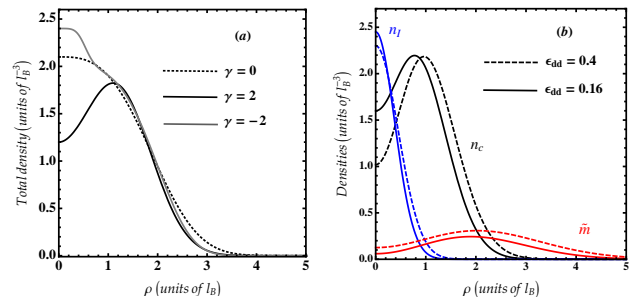 (a)
γ = 0
γ = 2
γ = −2
Total density (units of l_B^{-3})
2.5
2.0
1.5
1.0
0.5
0.0
0 1 2 3 4 5
ρ (units of l_B)
(b)
n_I
ϵ_dd = 0.4
ϵ_dd = 0.16
n_c
m̃
Densities (units of l_B^{-3})
2.5
2.0
1.5
1.0
0.5
0.0
0 1 2 3 4 5
ρ (units of l_B)